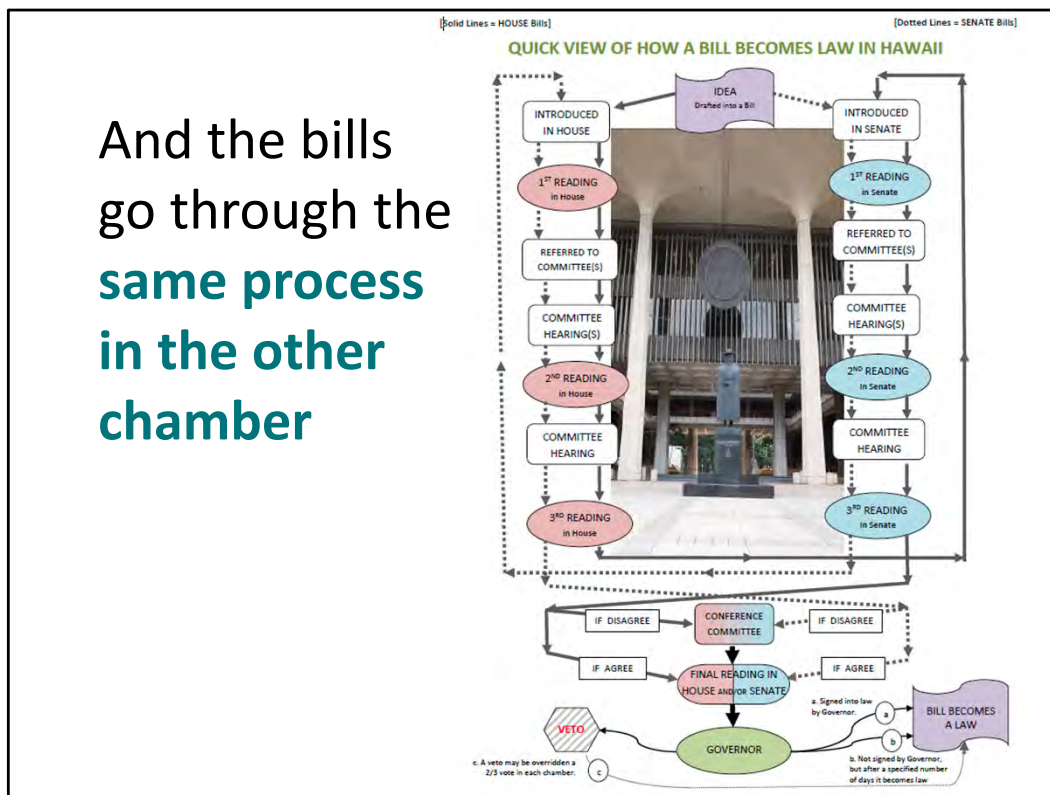 [Solid Lines = HOUSE Bills]
[Dotted Lines = SENATE Bills]
QUICK VIEW OF HOW A BILL BECOMES LAW IN HAWAII
And the bills
go through the
same process
in the other
chamber
IDEA
Drafted into a Bill
INTRODUCED
IN HOUSE
1ST READING
in House
REFERRED TO
COMMITTEE(S)
COMMITTEE
HEARING(S)
2ND READING
in House
COMMITTEE
HEARING
3RD READING
in House
INTRODUCED
IN SENATE
1ST READING
in Senate
REFERRED TO
COMMITTEE(S)
COMMITTEE
HEARING(S)
2ND READING
in Senate
COMMITTEE
HEARING
3RD READING
in Senate
IF DISAGREE
CONFERENCE
COMMITTEE
IF DISAGREE
IF AGREE
FINAL READING IN
HOUSE AND/OR SENATE
IF AGREE
GOVERNOR
a. Signed into law
by Governor.
a
BILL BECOMES
A LAW
b
b. Not signed by Governor,
but after a specified number
of days it becomes law
VETO
c. A veto may be overridden a
2/3 vote in each chamber.
c